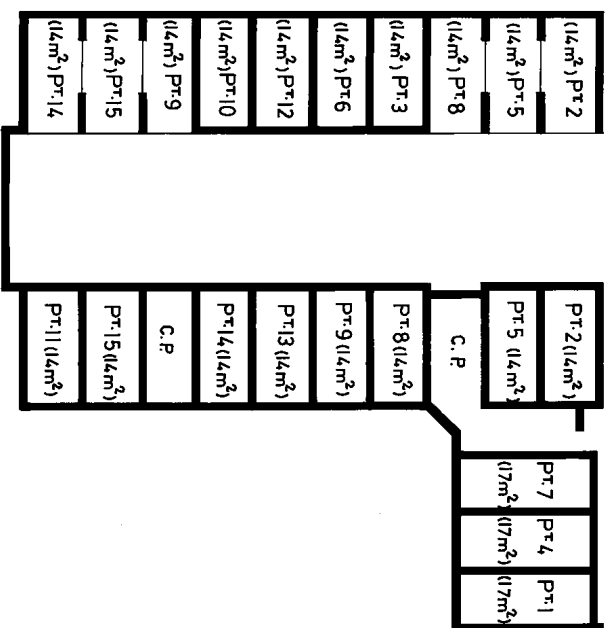 (14m²) PT.14
(14m²) PT.15
(14m²) PT.9
(14m²) PT.10
(14m²) PT.12
(14m²) PT.6
(14m²) PT.3
(14m²) PT.8
(14m²) PT.5
(14m²) PT.2
PT.11 (14m²)
PT.15 (14m²)
C.P.
PT.14 (14m²)
PT.13 (14m²)
PT.9 (14m²)
PT.8 (14m²)
C.P.
PT.5 (14m²)
PT.2 (14m²)
PT.7
(17m²)
PT.4
(17m²)
PT.1
(17m²)